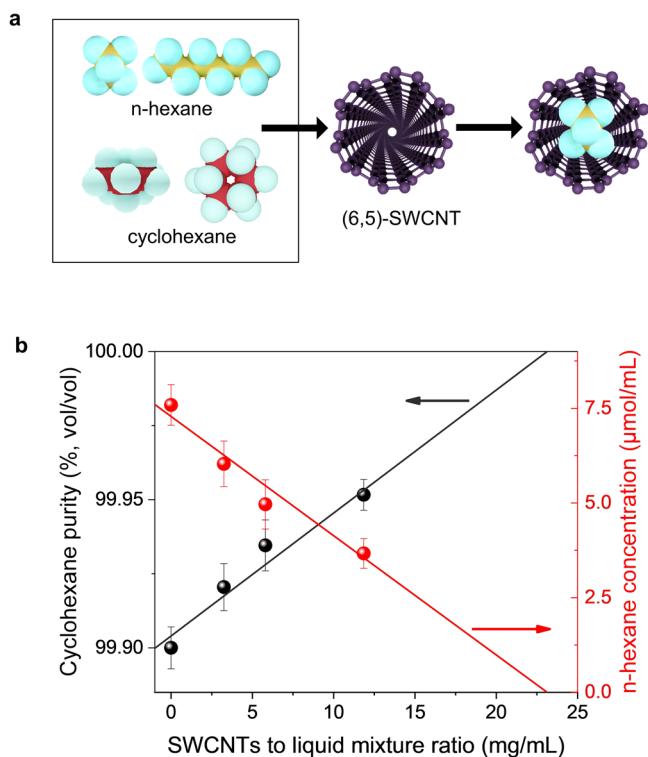 a
n-hexane
cyclohexane
(6,5)-SWCNT
b
Cyclohexane purity (%, vol/vol)
100.00
99.95
99.90
n-hexane concentration (μmol/mL)
7.5
5.0
2.5
0.0
0 5 10 15 20 25
SWCNTs to liquid mixture ratio (mg/mL)